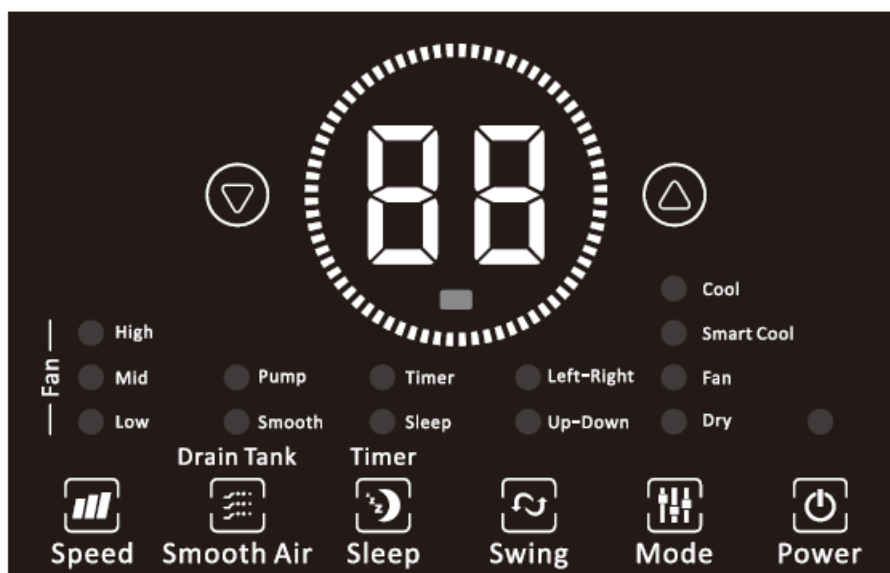 88
Cool
High
Smart Cool
Fan
Mid
Pump
Timer
Left-Right
Fan
Low
Smooth
Sleep
Up-Down
Dry
Drain Tank
Timer
Speed
Smooth Air
Sleep
Swing
Mode
Power